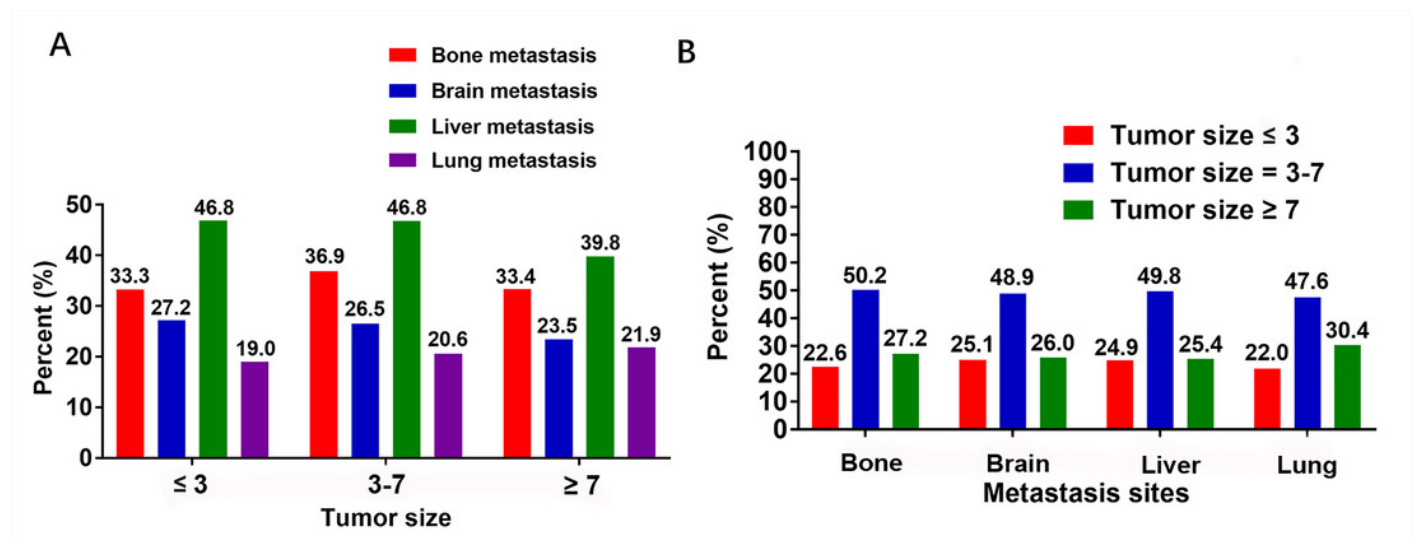 A
Bone metastasis
Brain metastasis
Liver metastasis
Lung metastasis
Percent (%)
50
40
30
20
10
0
33.3
27.2
46.8
19.0
36.9
26.5
46.8
20.6
33.4
23.5
39.8
21.9
≤ 3
3-7
≥ 7
Tumor size
B
Tumor size ≤ 3
Tumor size = 3-7
Tumor size ≥ 7
Percent (%)
100
90
80
70
60
50
40
30
20
10
0
22.6
50.2
27.2
25.1
48.9
26.0
24.9
49.8
25.4
22.0
47.6
30.4
Bone
Brain
Liver
Lung
Metastasis sites